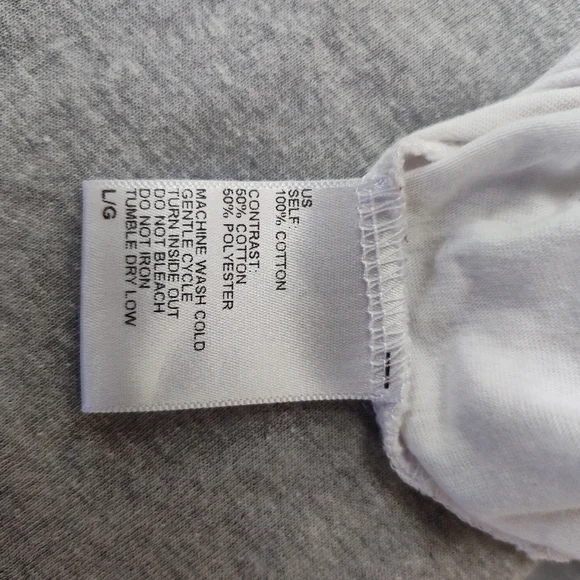 US
SELF:
100% COTTON
CONTRAST:
50% COTTON
50% POLYESTER
MACHINE WASH COLD
GENTLE CYCLE
TURN INSIDE OUT
DO NOT BLEACH
DO NOT IRON
TUMBLE DRY LOW
L/G